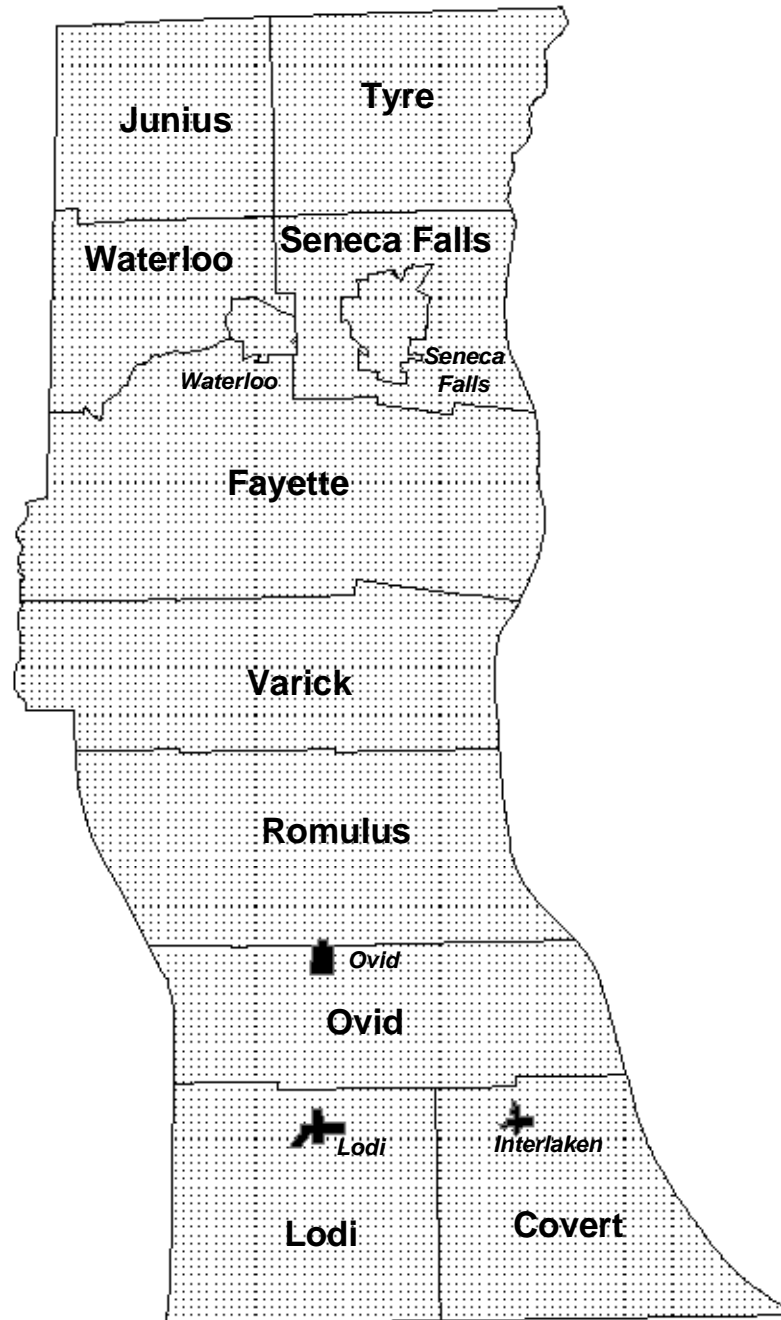 Tyre
Junius
Seneca Falls
Waterloo
Seneca
Falls
Waterloo
Fayette
Varick
Romulus
Ovid
Ovid
Lodi
Interlaken
Lodi
Covert